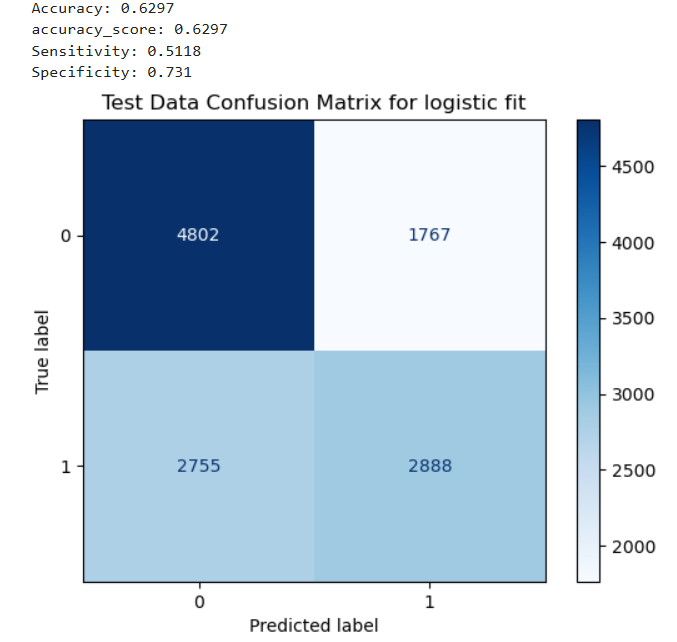 Accuracy: 0.6297
accuracy_score: 0.6297
Sensitivity: 0.5118
Specificity: 0.731
Test Data Confusion Matrix for logistic fit
0
4802
1767
1
2755
2888
0
1
Predicted label
True label
4500
4000
3500
3000
2500
2000